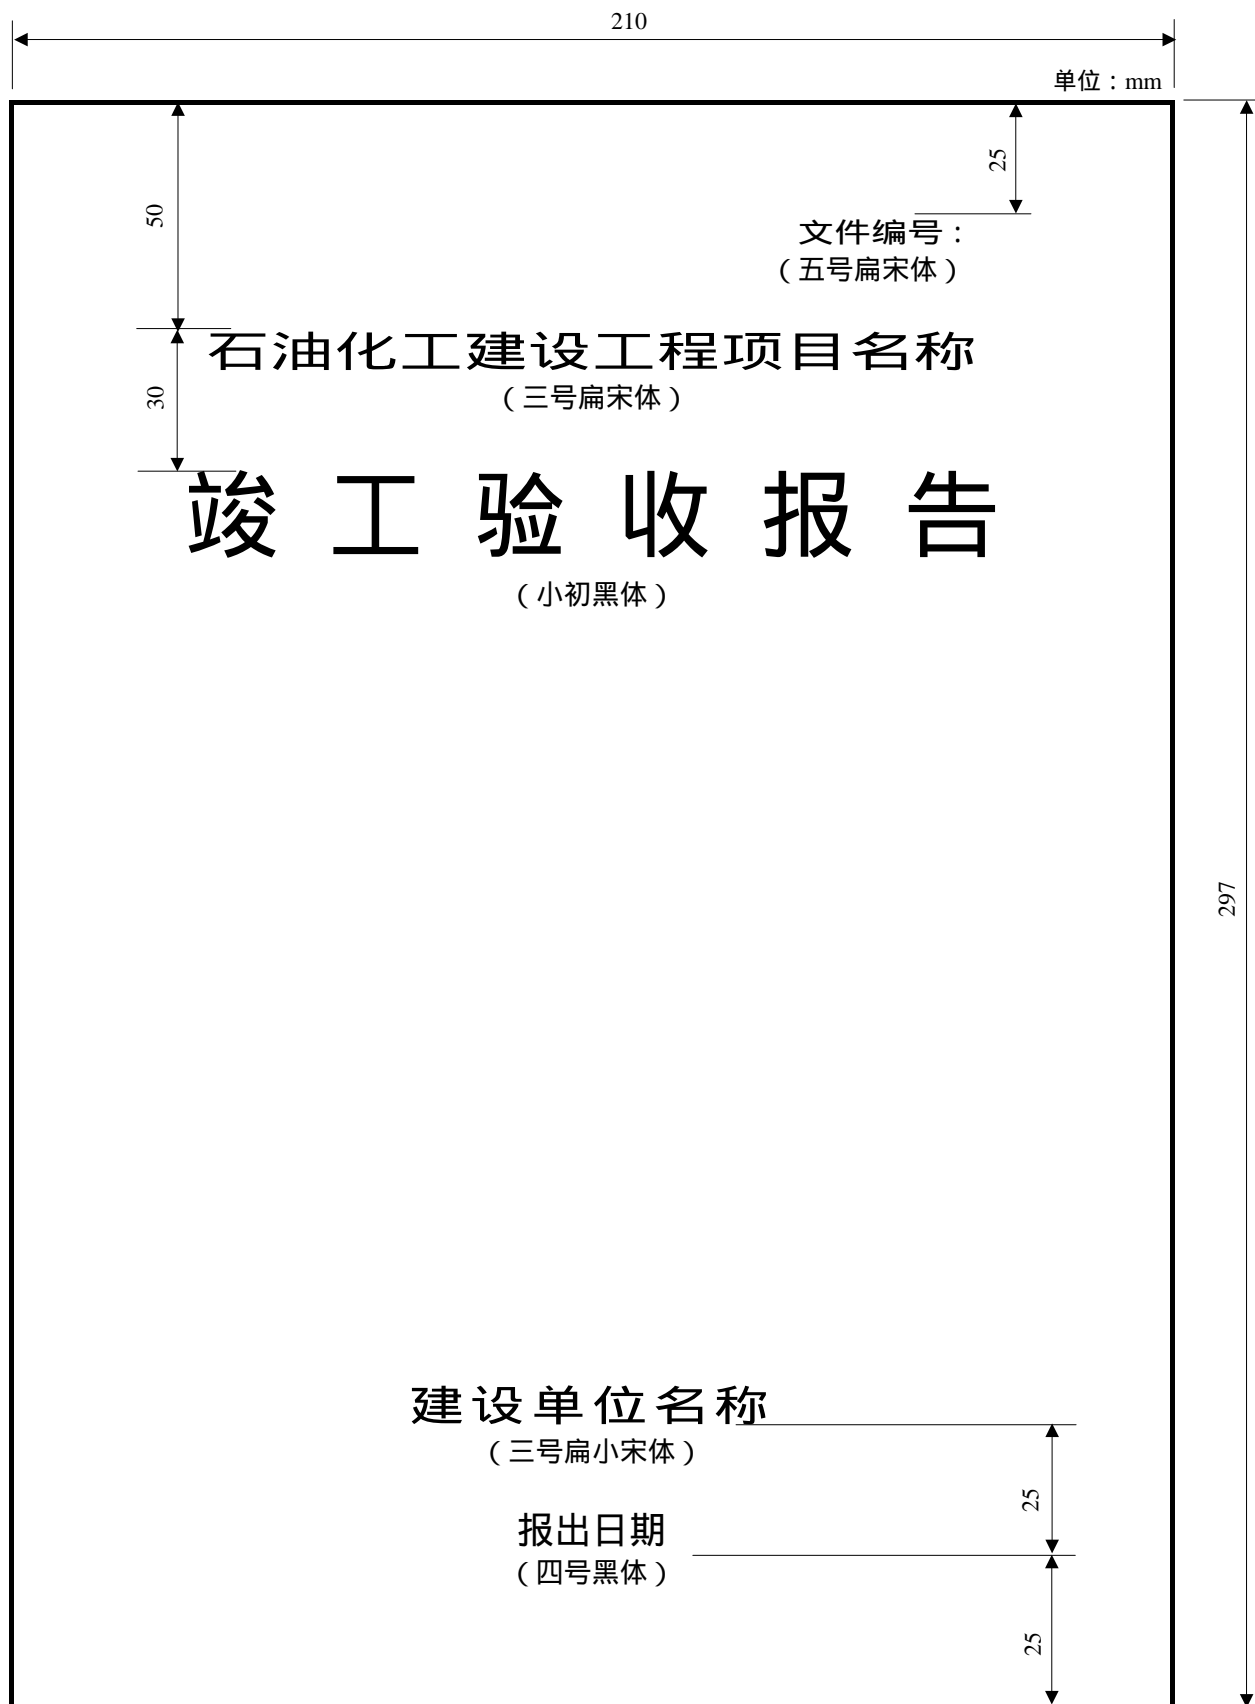 210
单位：mm
25
50
文件编号：
（五号扁宋体）
石油化工建设工程项目名称
30
（三号扁宋体）
竣工验收报告
（小初黑体）
297
建设单位名称
（三号扁小宋体）
25
报出日期
（四号黑体）
25